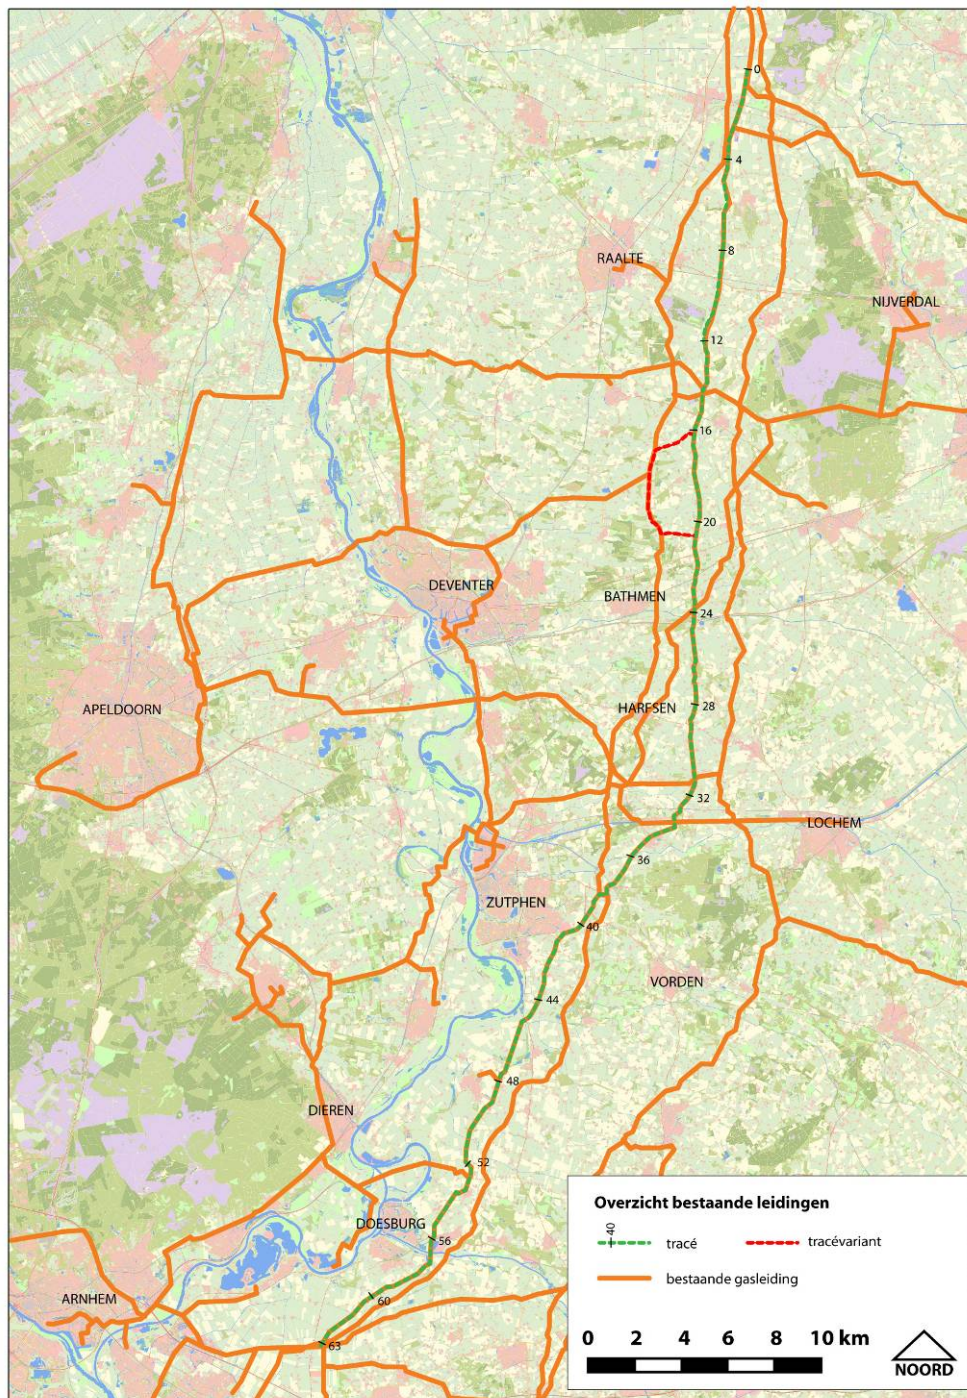 0
4
8
RAALTE
NIJVERDAL
12
16
20
DEVENTER
BATHMEN
24
APELDOORN
HARFSEN
28
32
LOCHEM
36
ZUTPHEN
40
VORDEN
44
48
DIEREN
52
DOESBURG
56
ARNHEM
60
63
Overzicht bestaande leidingen
40
tracé
tracévariant
bestaande gasleiding
0 2 4 6 8 10 km
NOORD